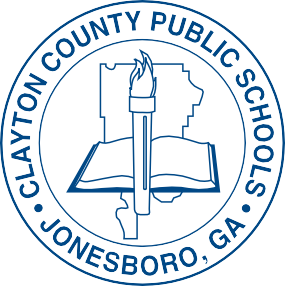 CLAYTON COUNTY PUBLIC SCHOOLS
• JONESBORO, GA •